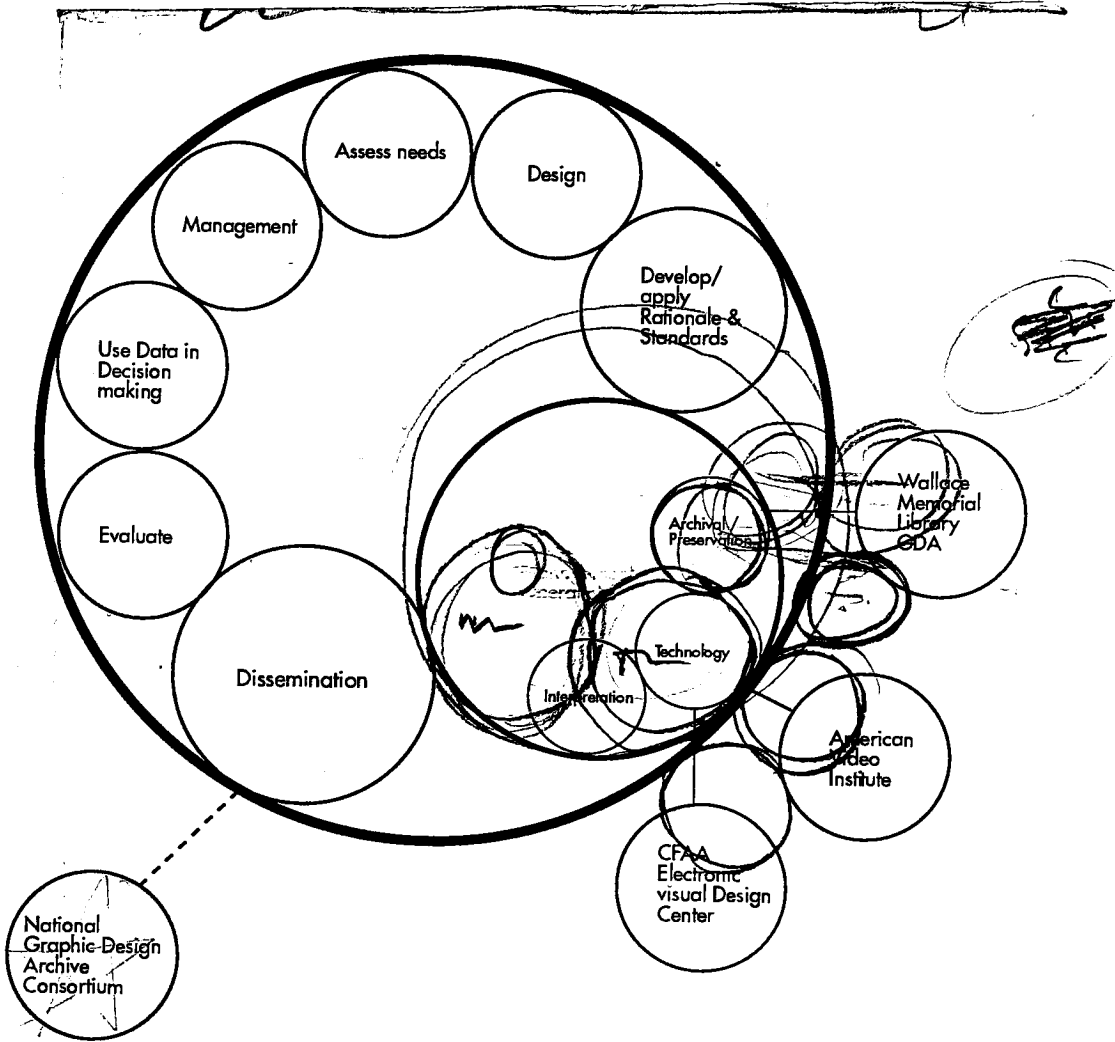 Assess needs
Design
Management
Develop/
apply
Rationale &
Standards
Use Data in
Decision
making
Wallace
Memorial
Library
GDA
Archival/
Preservation
Evaluate
Technology
Dissemination
Interpretation
American
Video
Institute
CFAA
Electronic
visual Design
Center
National
Graphic Design
Archive
Consortium